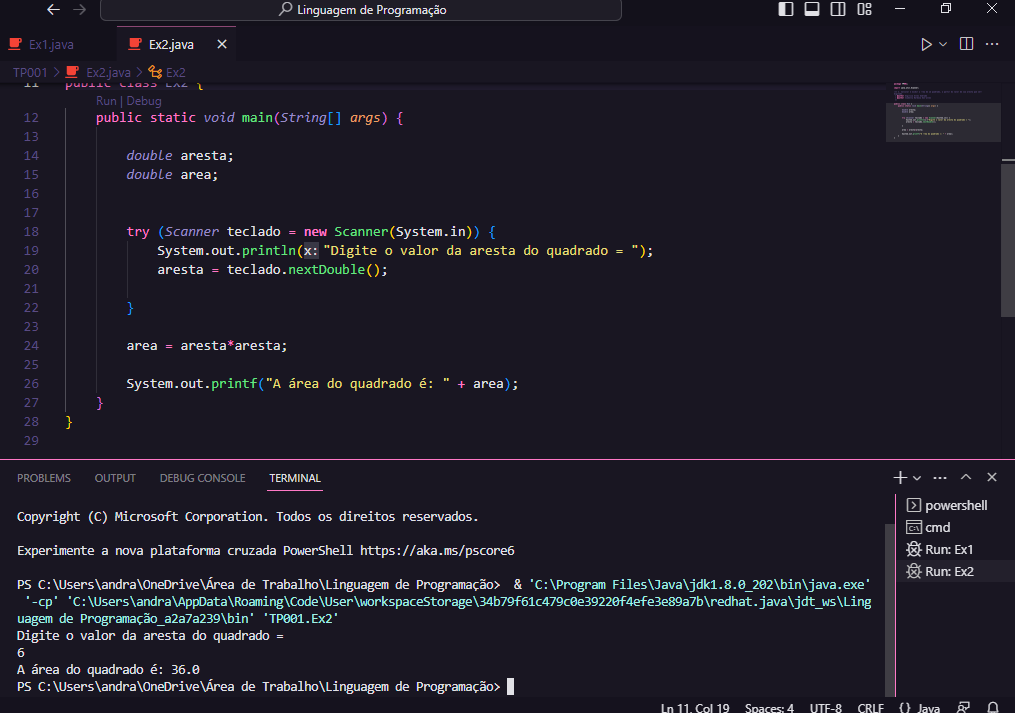 Linguagem de Programação
Ex1.java
Ex2.java
TP001 > Ex2.java > Ex2
11 public class Ex2 {
Run | Debug
12 public static void main(String[] args) {
13
14 double aresta;
15 double area;
16
17
18 try (Scanner teclado = new Scanner(System.in)) {
19 System.out.println(x: "Digite o valor da aresta do quadrado = ");
20 aresta = teclado.nextDouble();
21
22 }
23
24 area = aresta*aresta;
25
26 System.out.printf("A área do quadrado é: " + area);
27 }
28 }
29
PROBLEMS OUTPUT DEBUG CONSOLE TERMINAL
Copyright (C) Microsoft Corporation. Todos os direitos reservados.
Experimente a nova plataforma cruzada PowerShell https://aka.ms/pscore6
PS C:\Users\andra\OneDrive\Área de Trabalho\Linguagem de Programação> & 'C:\Program Files\Java\jdk1.8.0_202\bin\java.exe'
'-cp' 'C:\Users\andra\AppData\Roaming\Code\User\workspaceStorage\34b79f61c479c0e39220f4efe3e89a7b\redhat.java\jdt_ws\Ling
uagem de Programação_a2a7a239\bin' 'TP001.Ex2'
Digite o valor da aresta do quadrado =
6
A área do quadrado é: 36.0
PS C:\Users\andra\OneDrive\Área de Trabalho\Linguagem de Programação>
powershell
cmd
Run: Ex1
Run: Ex2
Ln 11, Col 19 Spaces: 4 UTF-8 CRLF {} Java